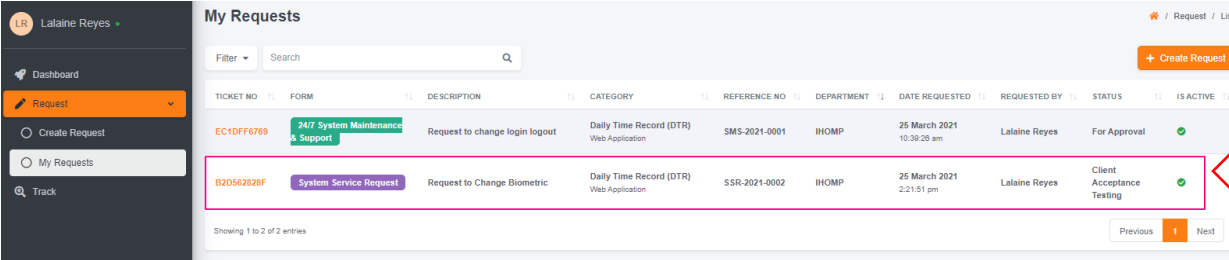 LR Lalaine Reyes
Dashboard
Request
Create Request
My Requests
Track
My Requests
/ Request / Lis
Filter Search
+ Create Request
TICKET NO FORM DESCRIPTION CATEGORY REFERENCE NO DEPARTMENT DATE REQUESTED REQUESTED BY STATUS IS ACTIVE
EC1DFF6769 24/7 System Maintenance & Support Request to change login logout Daily Time Record (DTR) Web Application SMS-2021-0001 IHOMP 25 March 2021 10:39:26 am Lalaine Reyes For Approval
B2D562828F System Service Request Request to Change Biometric Daily Time Record (DTR) Web Application SSR-2021-0002 IHOMP 25 March 2021 2:21:51 pm Lalaine Reyes Client Acceptance Testing
Showing 1 to 2 of 2 entries
Previous 1 Next